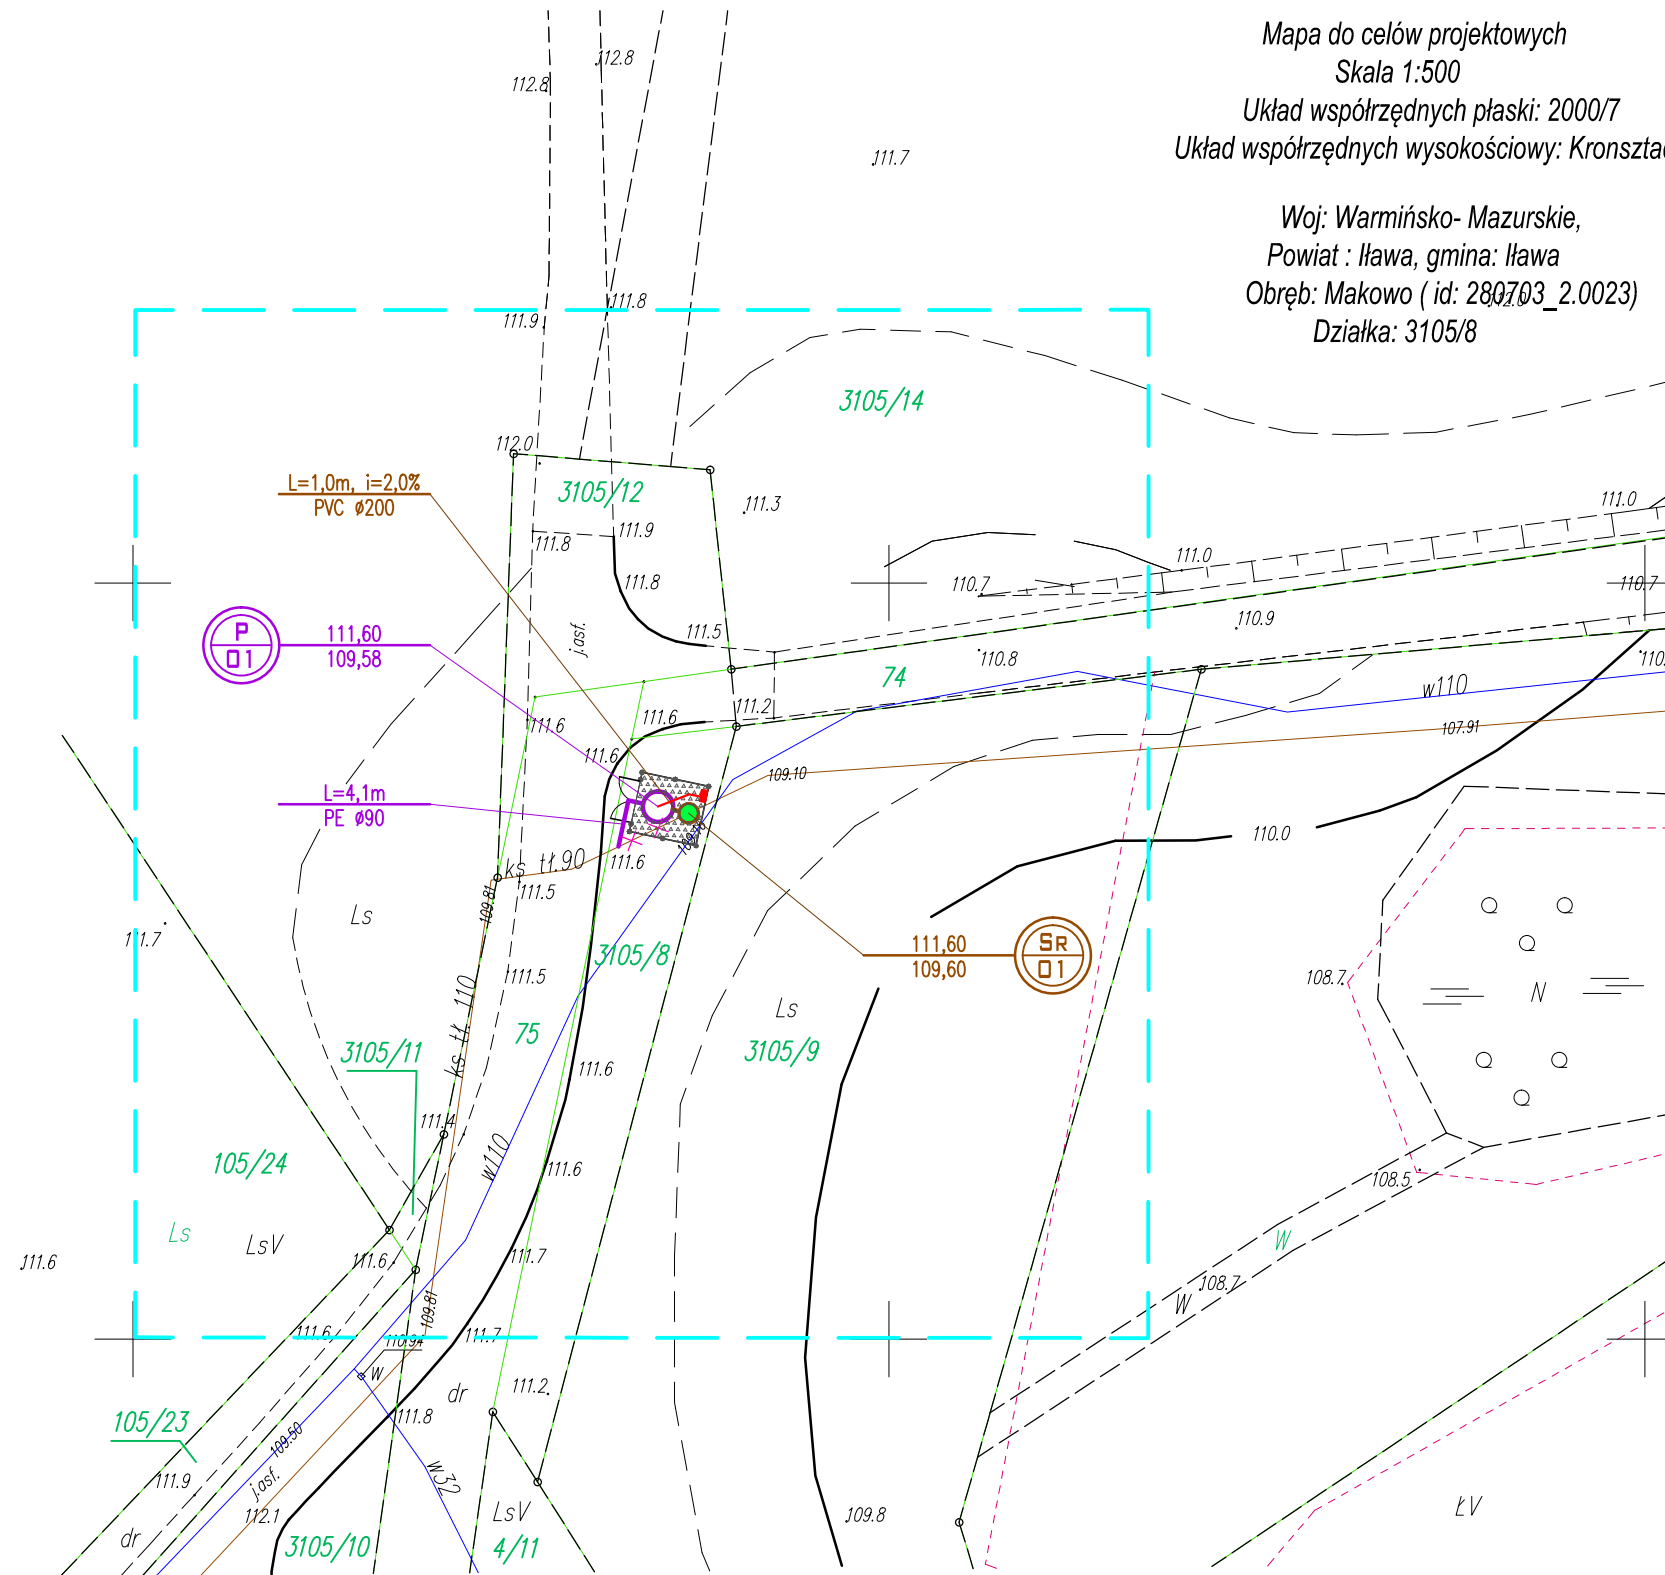 Mapa do celów projektowych
Skala 1:500
Układ współrzędnych płaski: 2000/7
Układ współrzędnych wysokościowy:
Woj: Warmińsko- Mazurskie,
Powiat : Iława, gmina: Iława
Obręb: Makowo ( id: 280703_2.0023)
Działka: 3105/8
112.8
112.8
111.7
111.8
111.9
112.0
3105/14
112.0
L=1,0m, i=2,0%
PVC ø200
3105/12
111.3
111.0
111.9
111.8
111.0
110.7
110.7
111.8
110.9
P
01
111,60
109,58
j.asf.
111.5
110.8
74
w110
111.2
111.6
111.6
107.91
111.6
109.10
L=4,1m
PE ø90
110.0
111.6
ks tł.90
111.5
109.81
Ls
111.7
111,60
109,60
SR
01
3105/8
111.5
108.7
N
Ls
ks tł. 110
75
3105/11
3105/9
111.6
111.4
w110
105/24
111.6
108.5
Ls
LsV
W
111.6
111.6
111.7
108.7
W
109.81
111.6
111.7
110.94
W
dr
111.2
105/23
111.8
109.50
111.9
j.asf.
w32
112.1
LsV
109.8
ŁV
dr
3105/10
4/11